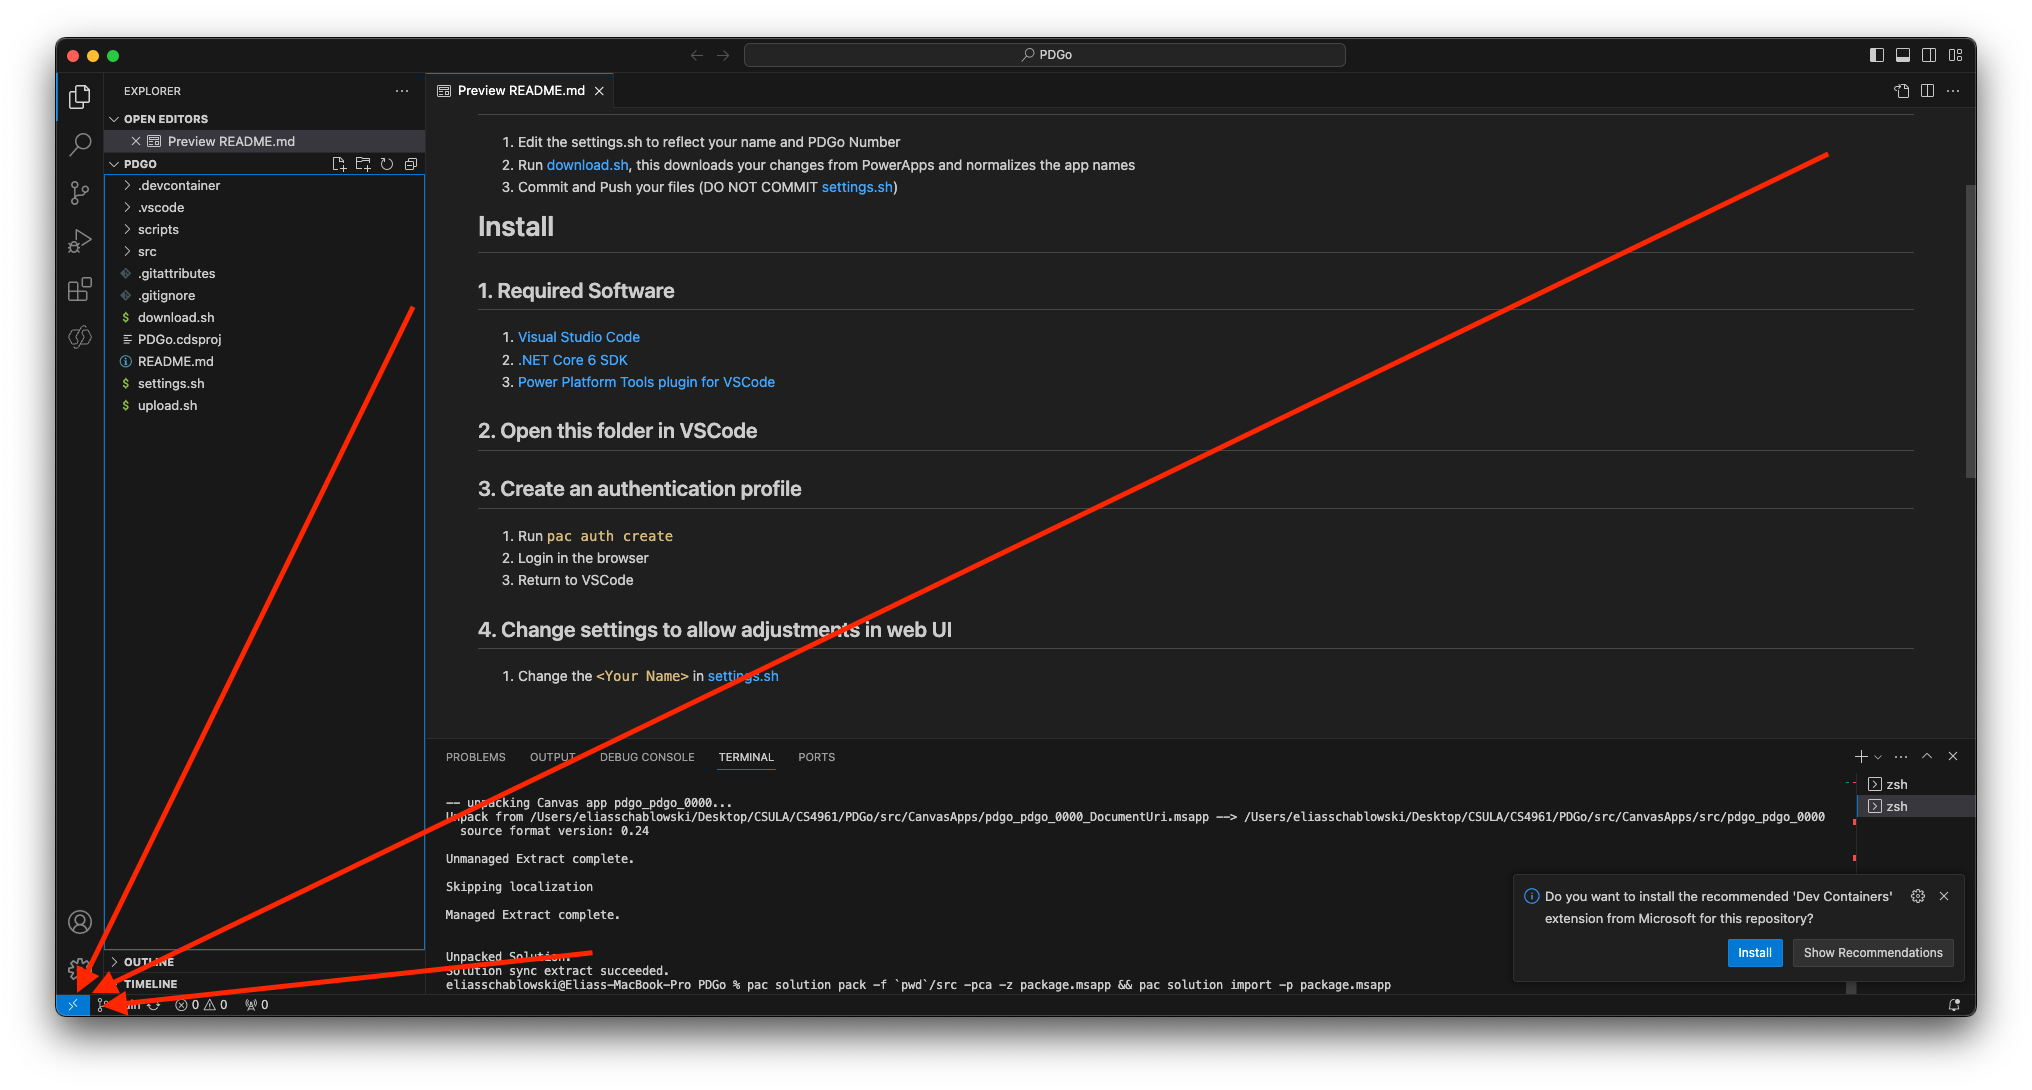 PDGo
EXPLORER
Preview README.md
OPEN EDITORS
Preview README.md
PDGO
.devcontainer
.vscode
scripts
src
.gitattributes
.gitignore
download.sh
PDGo.cdsproj
README.md
settings.sh
upload.sh
OUTLINE
TIMELINE
1. Edit the settings.sh to reflect your name and PDGo Number
2. Run download.sh, this downloads your changes from PowerApps and normalizes the app names
3. Commit and Push your files (DO NOT COMMIT settings.sh)
Install
1. Required Software
1. Visual Studio Code
2. .NET Core 6 SDK
3. Power Platform Tools plugin for VSCode
2. Open this folder in VSCode
3. Create an authentication profile
1. Run pac auth create
2. Login in the browser
3. Return to VSCode
4. Change settings to allow adjustments in web UI
1. Change the <Your Name> in settings.sh
PROBLEMS OUTPUT DEBUG CONSOLE TERMINAL PORTS
-- unpacking Canvas app pdgo_pdgo_0000...
Unpack from /Users/eliasschablowski/Desktop/CSULA/CS4961/PDGo/src/CanvasApps/pdgo_pdgo_0000_DocumentUri.msapp --> /Users/eliasschablowski/Desktop/CSULA/CS4961/PDGo/src/CanvasApps/src/pdgo_pdgo_0000
source format version: 0.24
Unmanaged Extract complete.
Skipping localization
Managed Extract complete.
Unpacked Solution.
Solution sync extract succeeded.
eliasschablowski@Eliass-MacBook-Pro PDGo % pac solution pack -f `pwd`/src -pca -z package.msapp && pac solution import -p package.msapp
zsh
zsh
Do you want to install the recommended 'Dev Containers'
extension from Microsoft for this repository?
Install Show Recommendations
0 0 0